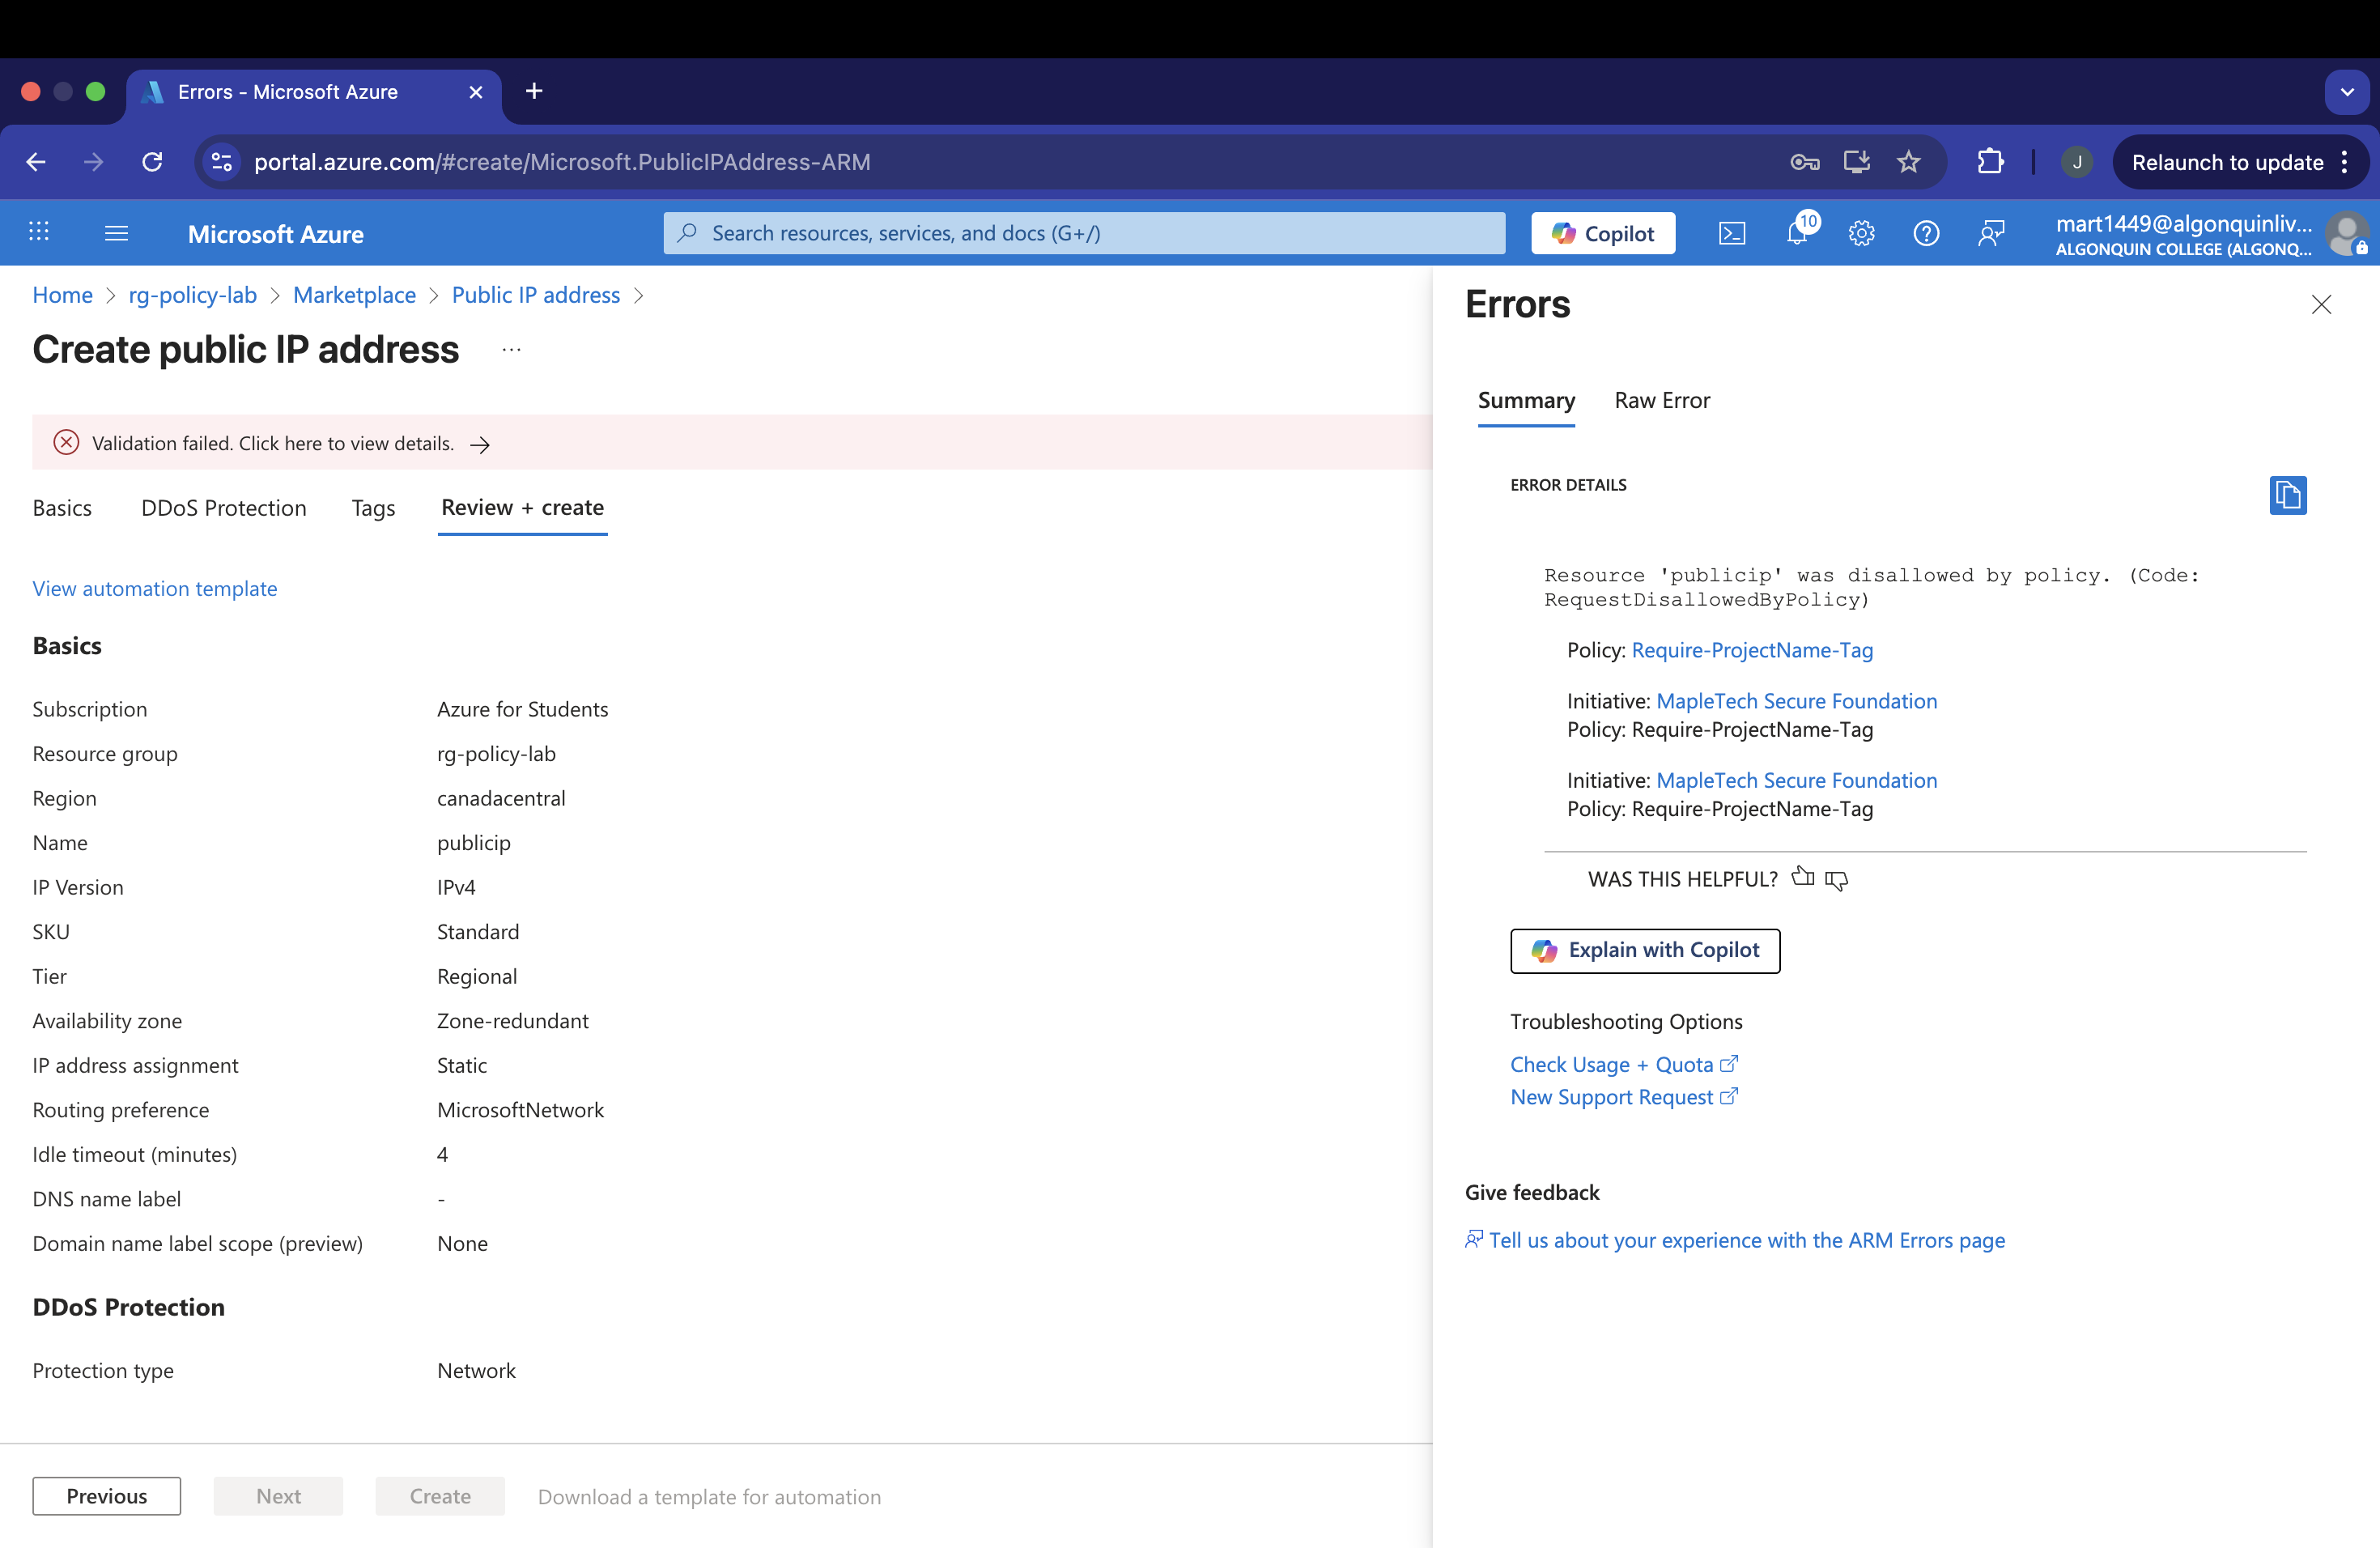 Errors - Microsoft Azure
portal.azure.com/#create/Microsoft.PublicIPAddress-ARM
J
Relaunch to update
Microsoft Azure
Search resources, services, and docs (G+/)
Copilot
10
mart1449@algonquinliv...
ALGONQUIN COLLEGE (ALGONQ...
Home > rg-policy-lab > Marketplace > Public IP address >
Create public IP address ...
Validation failed. Click here to view details. →
Basics DDoS Protection Tags Review + create
View automation template
Basics
Subscription Azure for Students
Resource group rg-policy-lab
Region canadacentral
Name publicip
IP Version IPv4
SKU Standard
Tier Regional
Availability zone Zone-redundant
IP address assignment Static
Routing preference MicrosoftNetwork
Idle timeout (minutes) 4
DNS name label -
Domain name label scope (preview) None
DDoS Protection
Protection type Network
Previous Next Create Download a template for automation
Errors
Summary Raw Error
ERROR DETAILS
Resource 'publicip' was disallowed by policy. (Code:
RequestDisallowedByPolicy)
Policy: Require-ProjectName-Tag
Initiative: MapleTech Secure Foundation
Policy: Require-ProjectName-Tag
Initiative: MapleTech Secure Foundation
Policy: Require-ProjectName-Tag
WAS THIS HELPFUL?
Explain with Copilot
Troubleshooting Options
Check Usage + Quota
New Support Request
Give feedback
Tell us about your experience with the ARM Errors page